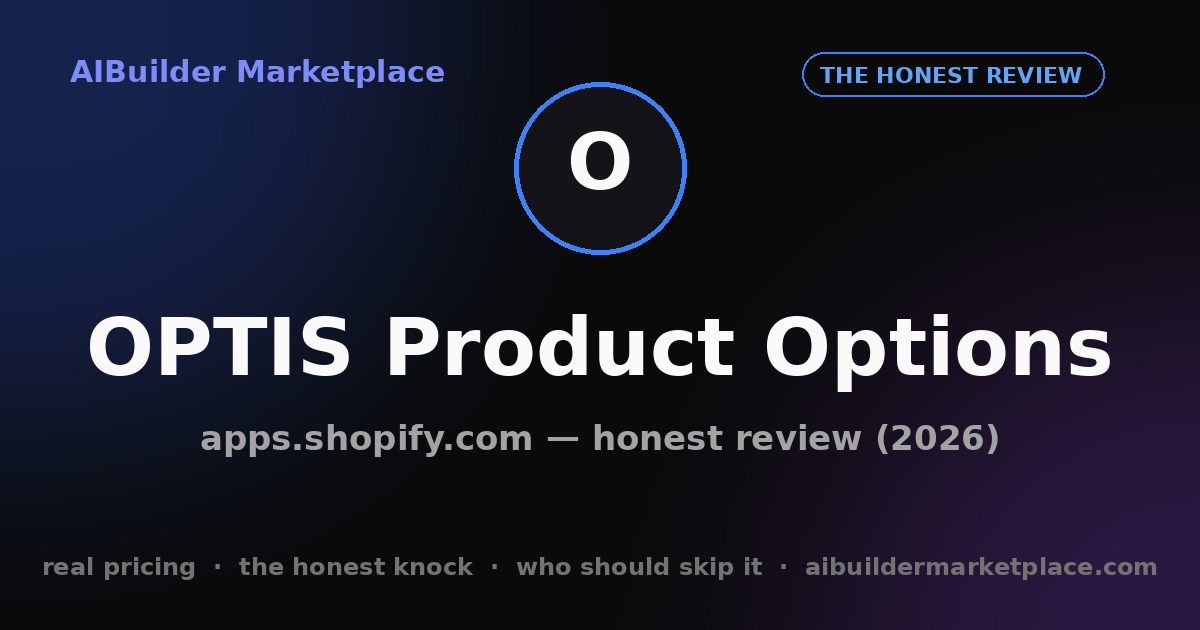 AIBuilder Marketplace
THE HONEST REVIEW
O
OPTIS Product Options
apps.shopify.com — honest review (2026)
real pricing · the honest knock · who should skip it · aibuildermarketplace.com